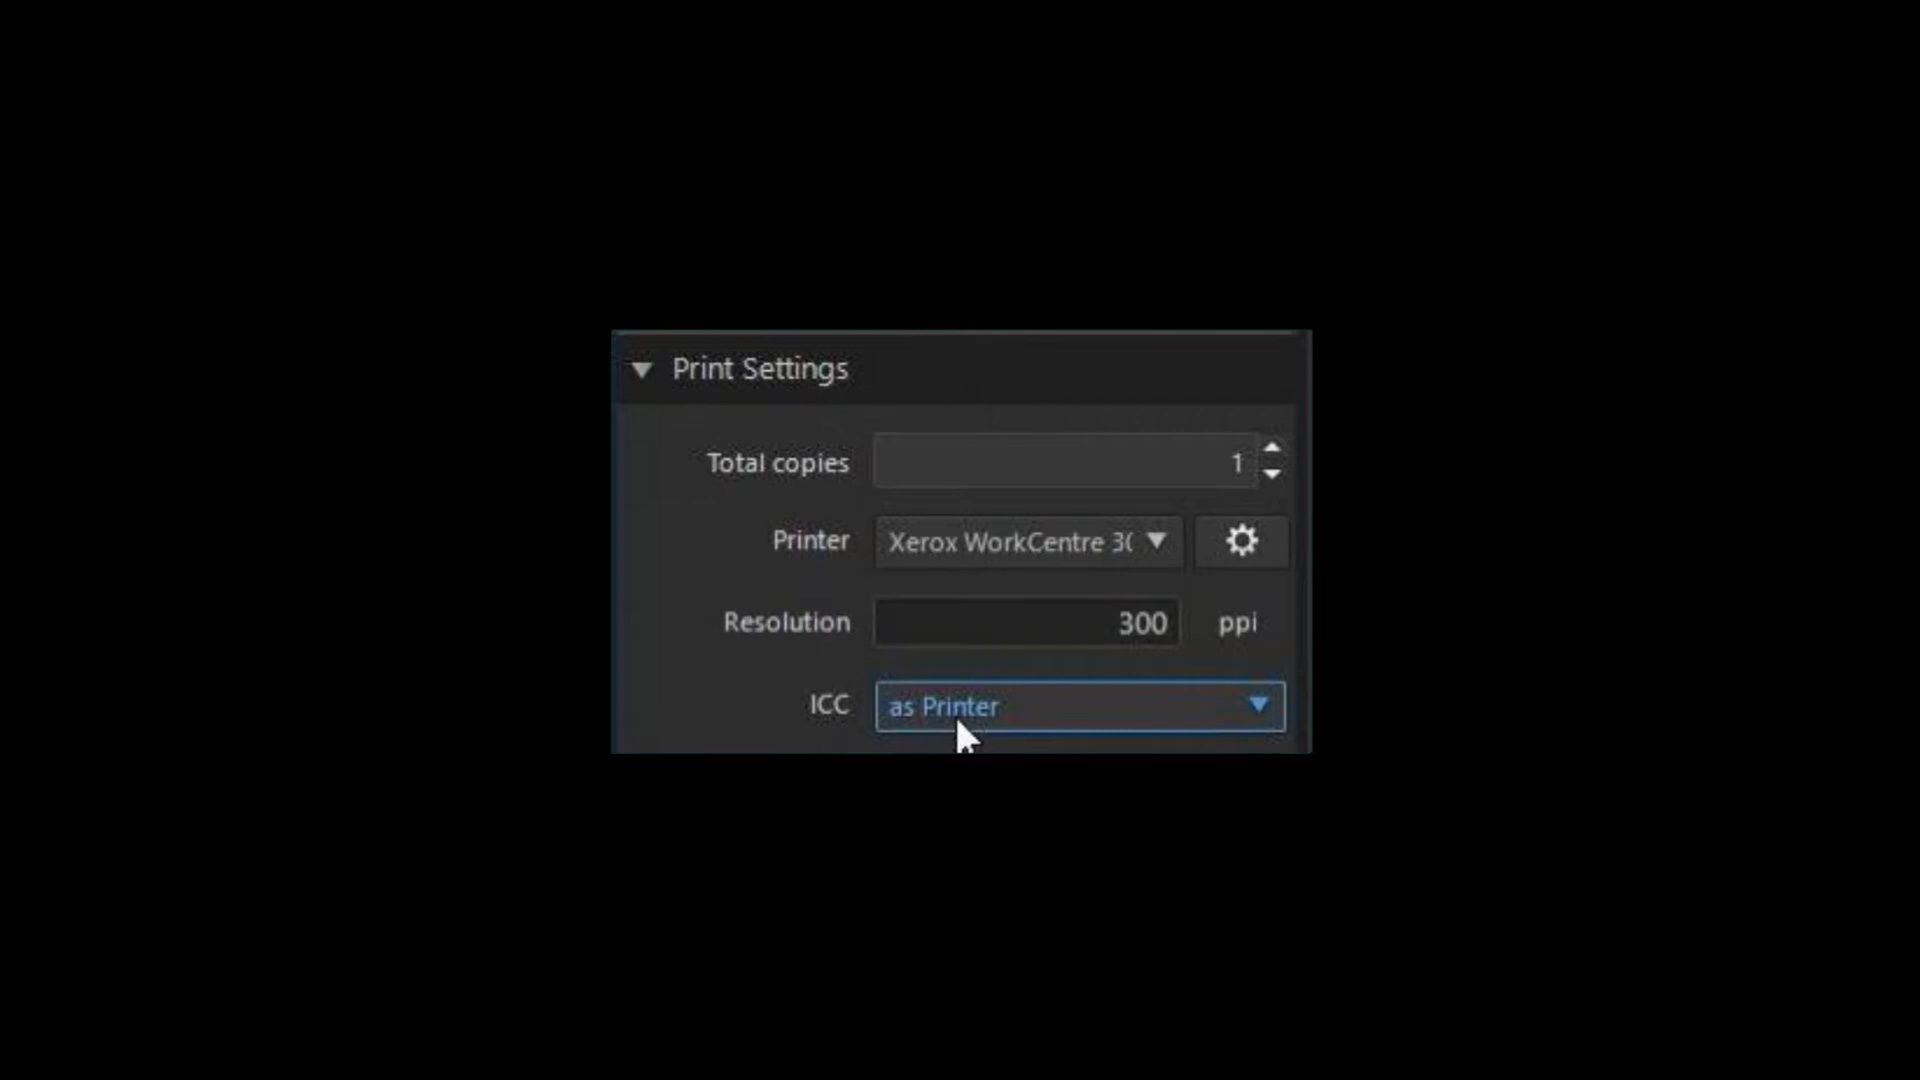 Print Settings
Total copies 1
Printer Xerox WorkCentre 3
Resolution 300 ppi
ICC as Printer